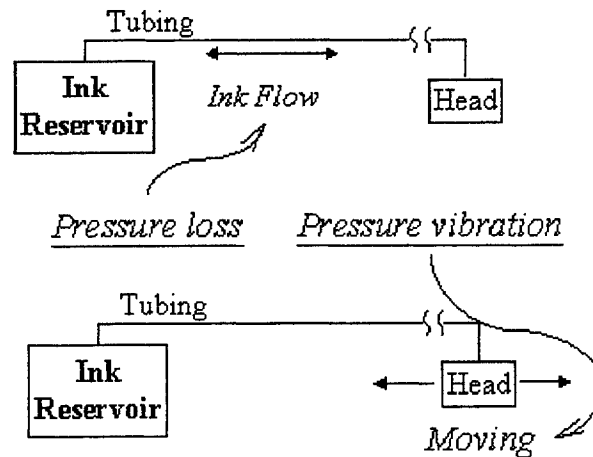 Tubing
Ink
Reservoir
Ink Flow
Head
Pressure loss
Pressure vibration
Tubing
Ink
Reservoir
Head
Moving